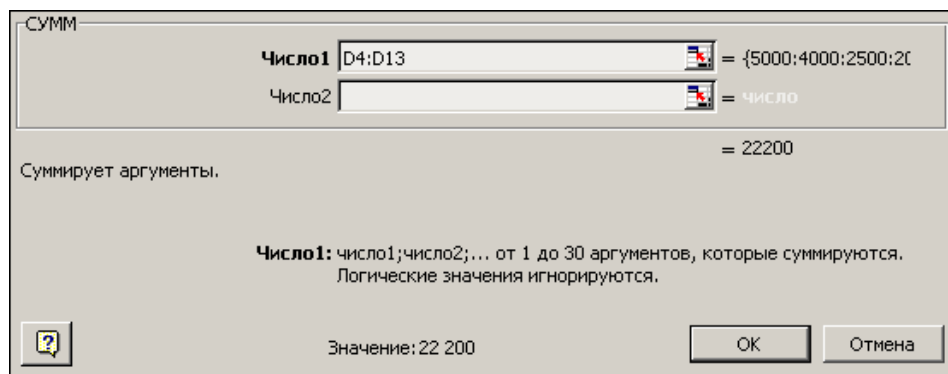 СУММ
Число1 D4:D13 = {5000:4000:2500:20
Число2 = число
= 22200
Суммирует аргументы.
Число1: число1;число2;... от 1 до 30 аргументов, которые суммируются.
Логические значения игнорируются.
Значение:22 200
ОК Отмена